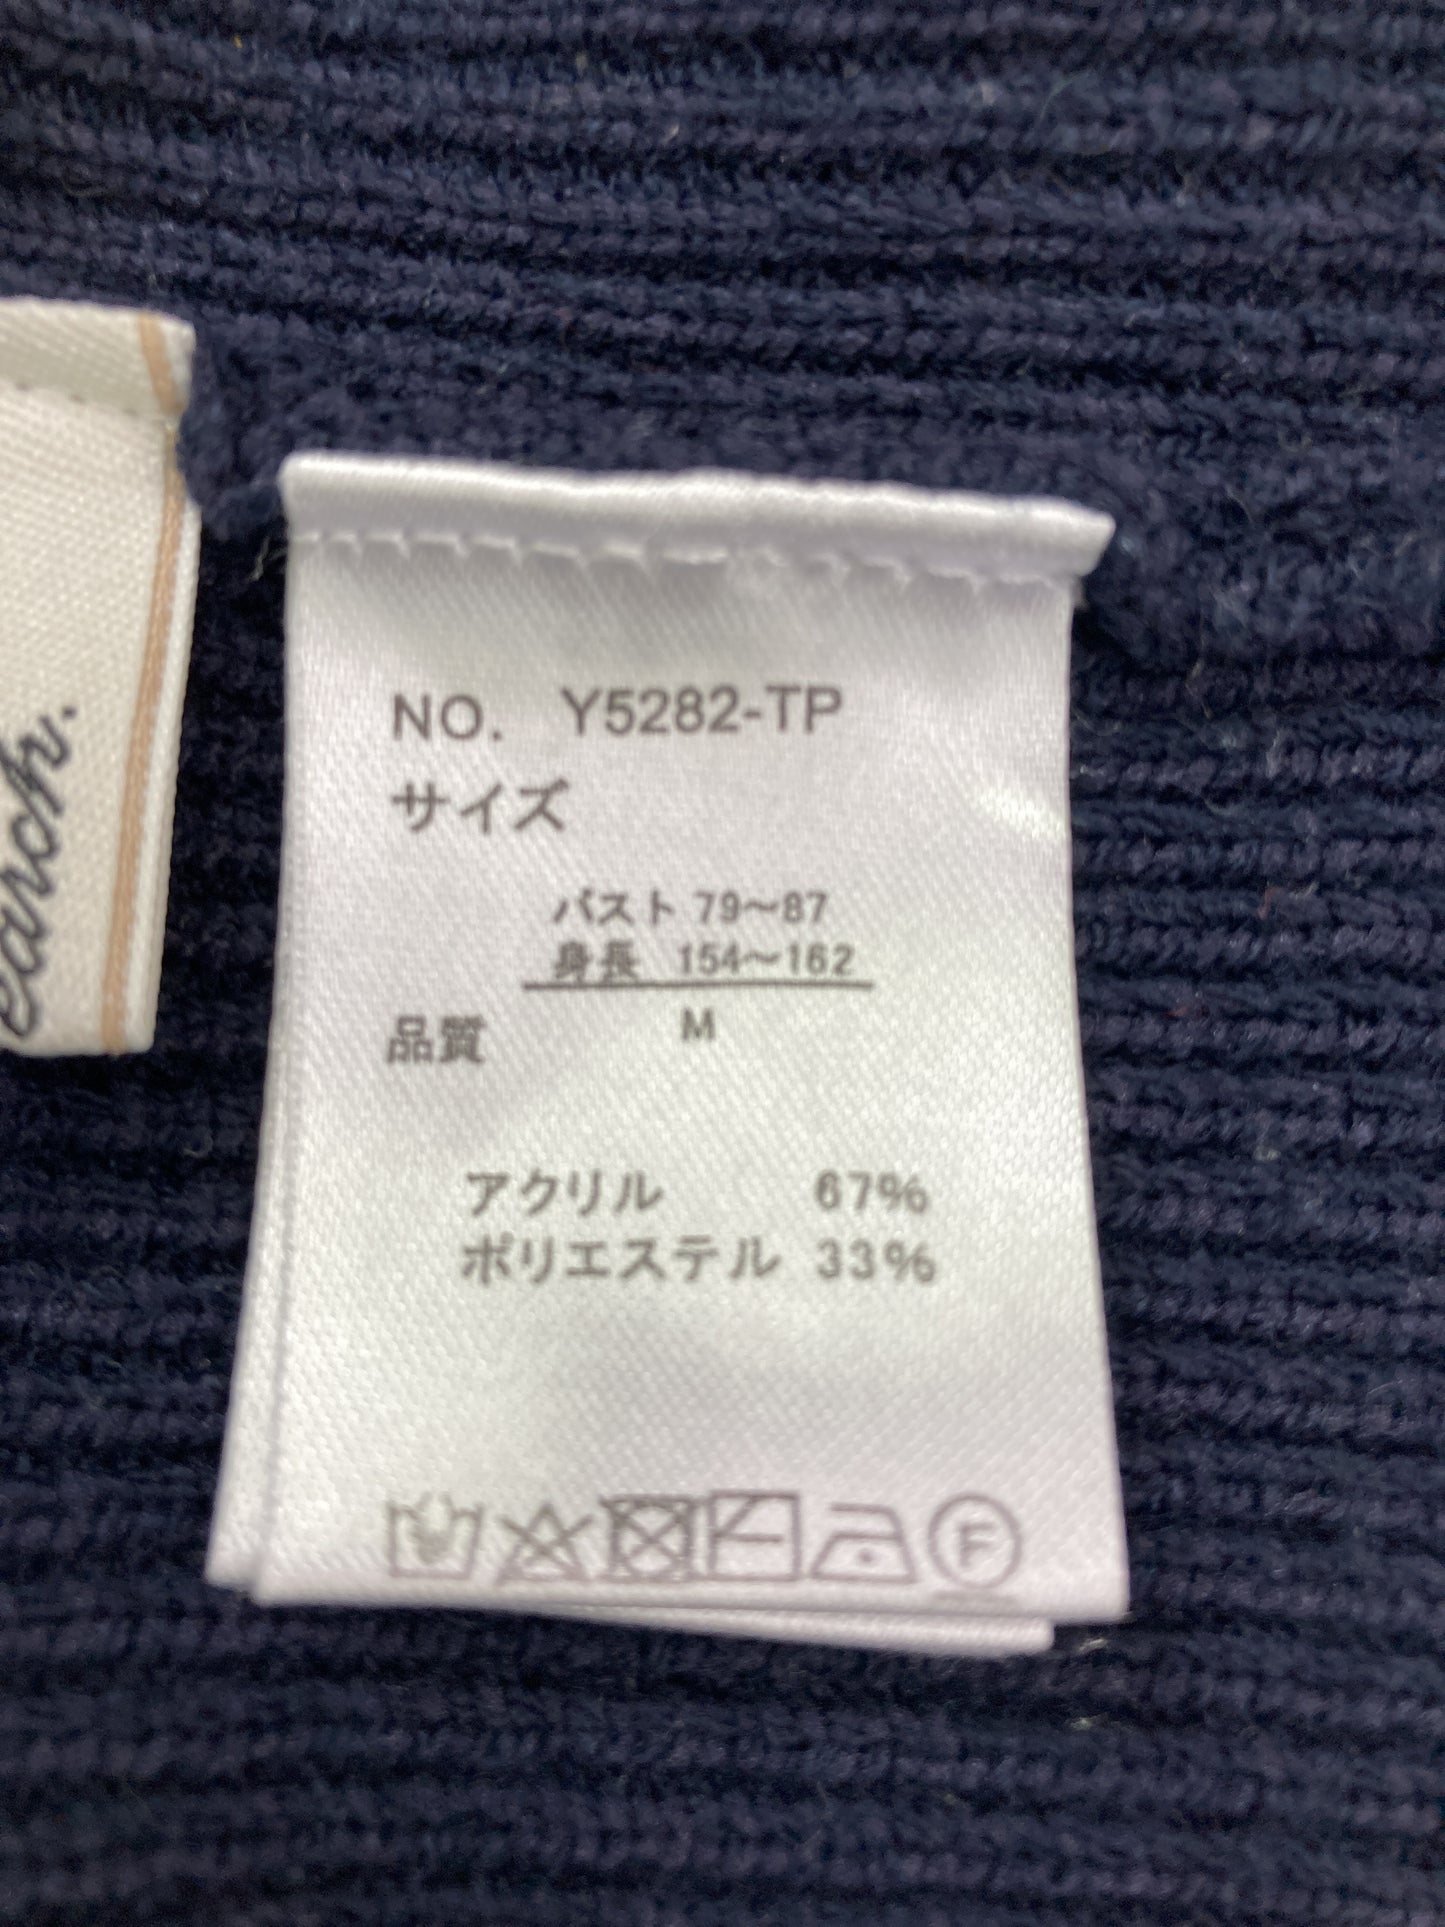 NO. Y5282-TP
サイズ
バスト 79〜87
身長 154〜162
M
品質
アクリル 67%
ポリエステル 33%
F